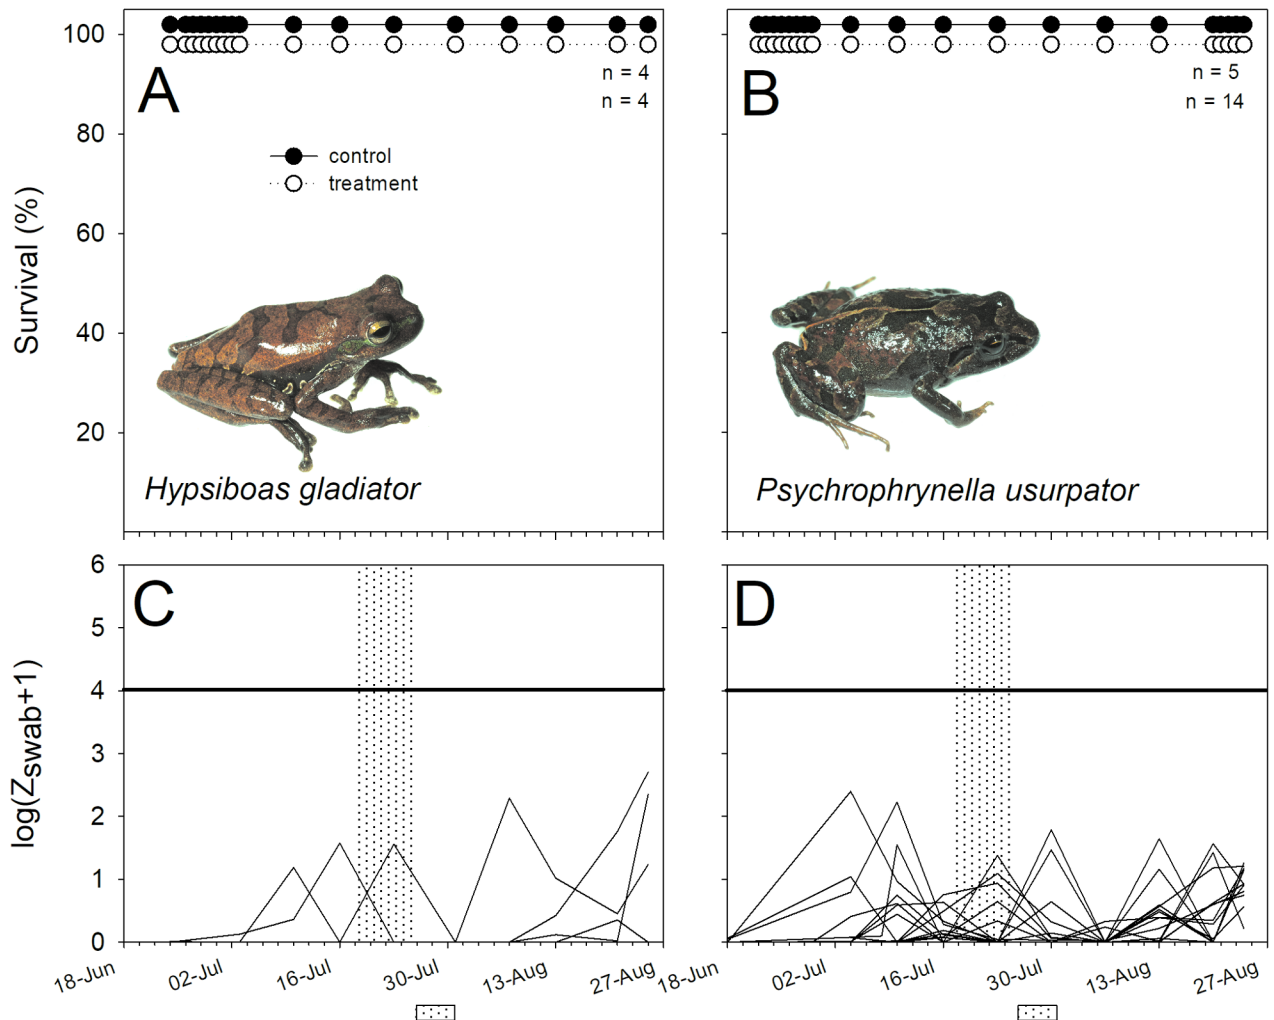 100
80
60
40
20
Survival (%)
A
n = 4
n = 4
control
treatment
Hypsiboas gladiator
B
n = 5
n = 14
Psychrophrynella usurpator
6
5
4
3
2
1
0
log(Zswab+1)
C
D
18-Jun
02-Jul
16-Jul
30-Jul
13-Aug
27-Aug
18-Jun
02-Jul
16-Jul
30-Jul
13-Aug
27-Aug